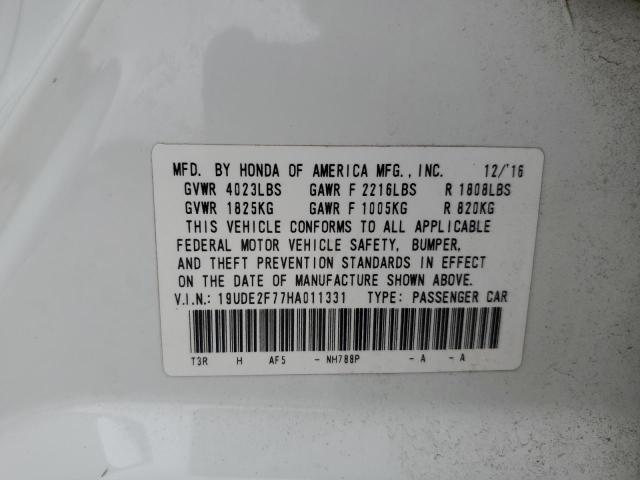 MFD. BY HONDA OF AMERICA MFG., INC. 12/'16
GVWR 4023LBS GAWR F 2216LBS R 1808LBS
GVWR 1825KG GAWR F 1005KG R 820KG
THIS VEHICLE CONFORMS TO ALL APPLICABLE
FEDERAL MOTOR VEHICLE SAFETY, BUMPER,
AND THEFT PREVENTION STANDARDS IN EFFECT
ON THE DATE OF MANUFACTURE SHOWN ABOVE.
V.I.N.: 19UDE2F77HA011331 TYPE: PASSENGER CAR
T3R H AF5 - NH788P - A - A